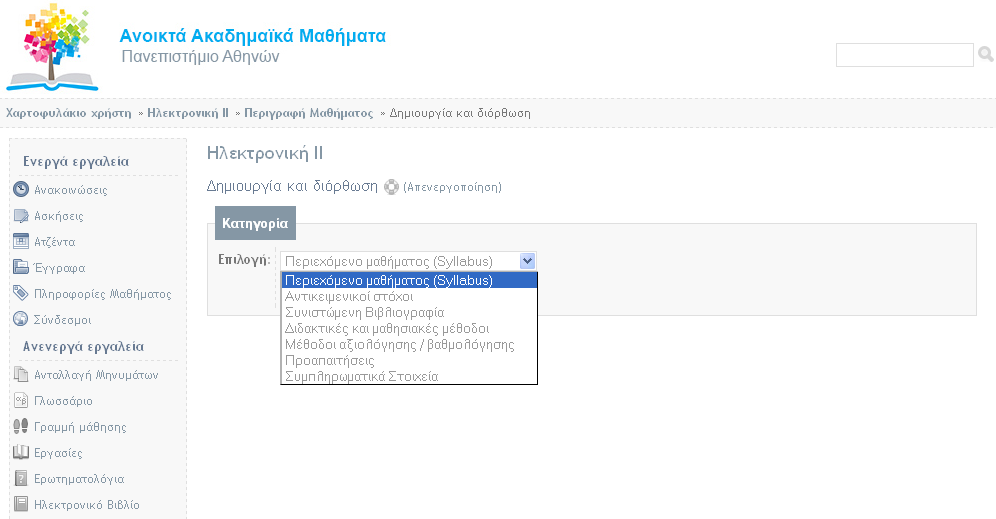 Ανοικτά Ακαδημαϊκά Μαθήματα
Πανεπιστήμιο Αθηνών
Χαρτοφυλάκιο χρήστη » Ηλεκτρονική ΙΙ » Περιγραφή Μαθήματος » Δημιουργία και διόρθωση
Ενεργά εργαλεία
Ανακοινώσεις
Ασκήσεις
Ατζέντα
Έγγραφα
Πληροφορίες Μαθήματος
Σύνδεσμοι
Ανενεργά εργαλεία
Ανταλλαγή Μηνυμάτων
Γλωσσάριο
Γραμμή μάθησης
Εργασίες
Ερωτηματολόγια
Ηλεκτρονικό Βιβλίο
Ηλεκτρονική ΙΙ
Δημιουργία και διόρθωση (Απενεργοποίηση)
Κατηγορία
Επιλογή: Περιεχόμενο μαθήματος (Syllabus)
Περιεχόμενο μαθήματος (Syllabus)
Αντικειμενικοί στόχοι
Συνιστώμενη Βιβλιογραφία
Διδακτικές και μαθησιακές μέθοδοι
Μέθοδοι αξιολόγησης / βαθμολόγησης
Προαπαιτήσεις
Συμπληρωματικά Στοιχεία